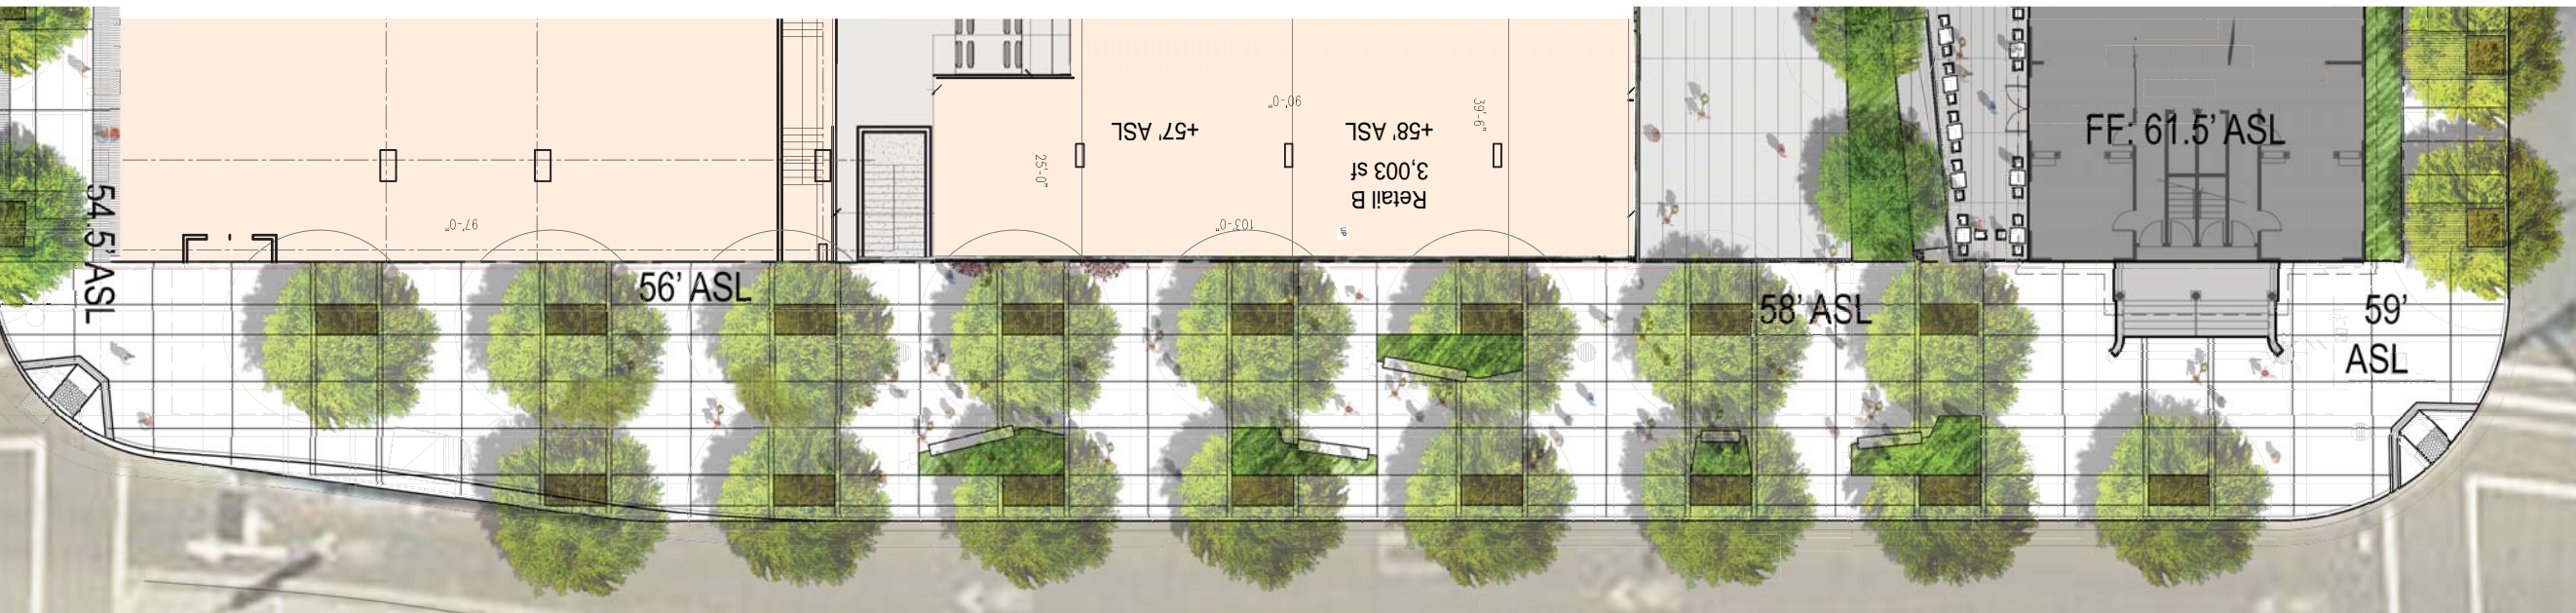 54.5' ASL
97'-0"
56' ASL
25'-0"
+57' ASL
90'-0"
103'-0"
+58' ASL
Retail B
3,003 sf
39'-6"
UP
58' ASL
FF: 61.5' ASL
59'
ASL